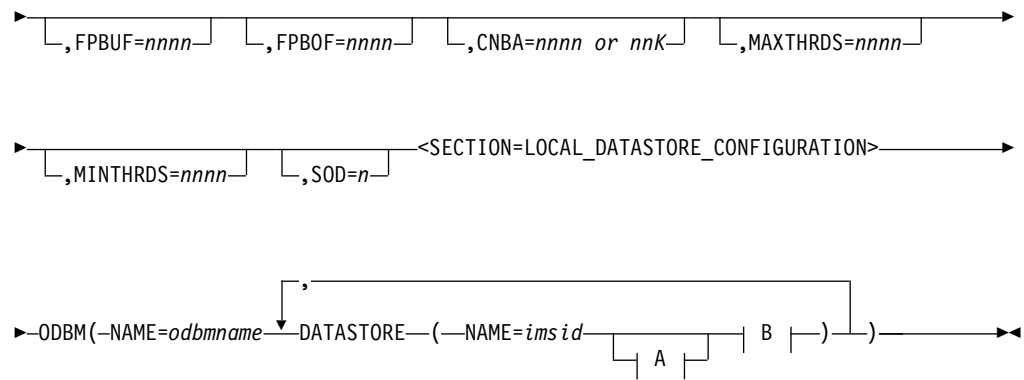 ,FPBUF=nnnn ,FPBOF=nnnn ,CNBA=nnnn or nnK ,MAXTHRDS=nnnn
<SECTION=LOCAL_DATASTORE_CONFIGURATION>
,MINTHRDS=nnnn ,SOD=n
,
ODBM( NAME=odbmname DATASTORE ( NAME=imsid B ) )
A